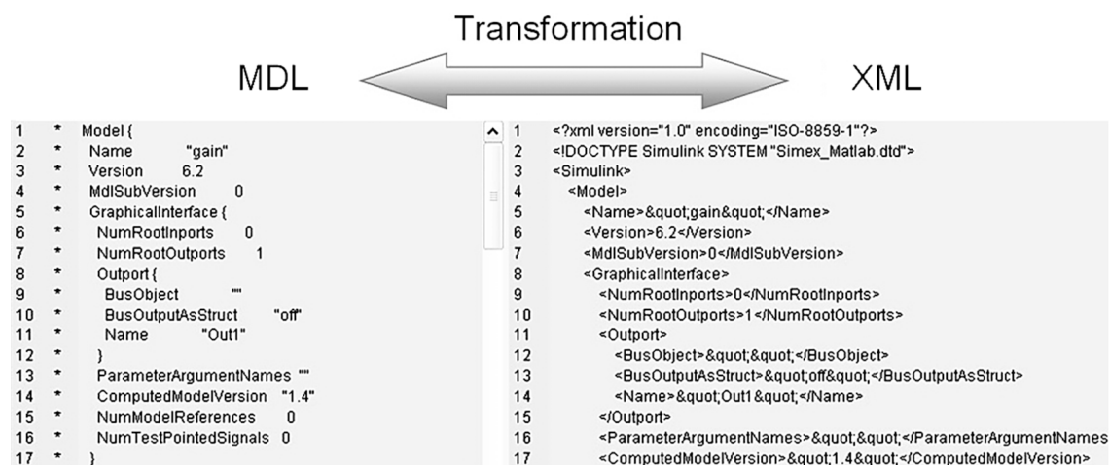 Transformation
MDL
XML
1 * Model {
2 * Name "gain"
3 * Version 6.2
4 * MdlSubVersion 0
5 * GraphicalInterface {
6 * NumRootInports 0
7 * NumRootOutports 1
8 * Outport {
9 * BusObject ""
10 * BusOutputAsStruct "off"
11 * Name "Out1"
12 * }
13 * ParameterArgumentNames ""
14 * ComputedModelVersion "1.4"
15 * NumModelReferences 0
16 * NumTestPointedSignals 0
17 * }
1 <?xml version="1.0" encoding="ISO-8859-1"?>
2 <!DOCTYPE Simulink SYSTEM "Simex_Matlab.dtd">
3 <Simulink>
4 <Model>
5 <Name>&quot;gain&quot;</Name>
6 <Version>6.2</Version>
7 <MdlSubVersion>0</MdlSubVersion>
8 <GraphicalInterface>
9 <NumRootInports>0</NumRootInports>
10 <NumRootOutports>1</NumRootOutports>
11 <Outport>
12 <BusObject>&quot;&quot;</BusObject>
13 <BusOutputAsStruct>&quot;off&quot;</BusOutputAsStruct>
14 <Name>&quot;Out1&quot;</Name>
15 </Outport>
16 <ParameterArgumentNames>&quot;&quot;</ParameterArgumentNames
17 <ComputedModelVersion>&quot;1.4&quot;</ComputedModelVersion>